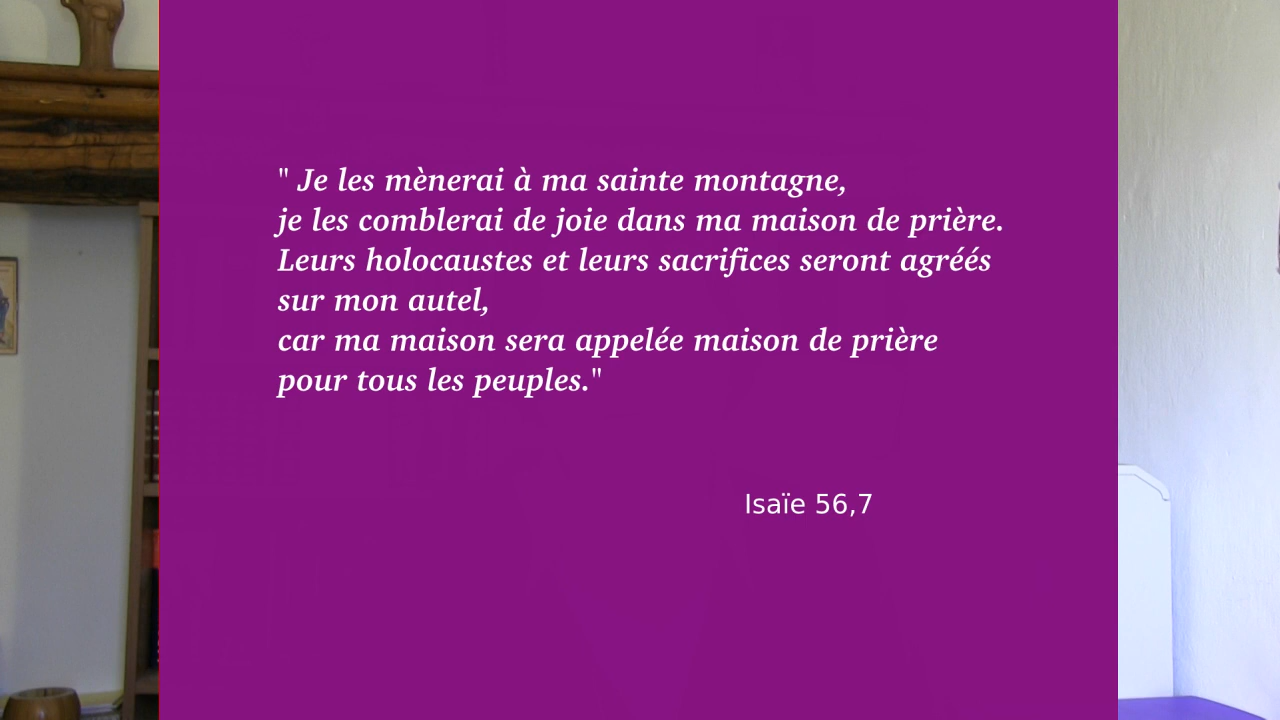 " Je les mènerai à ma sainte montagne,
je les comblerai de joie dans ma maison de prière.
Leurs holocaustes et leurs sacrifices seront agréés
sur mon autel,
car ma maison sera appelée maison de prière
pour tous les peuples."
Isaïe 56,7